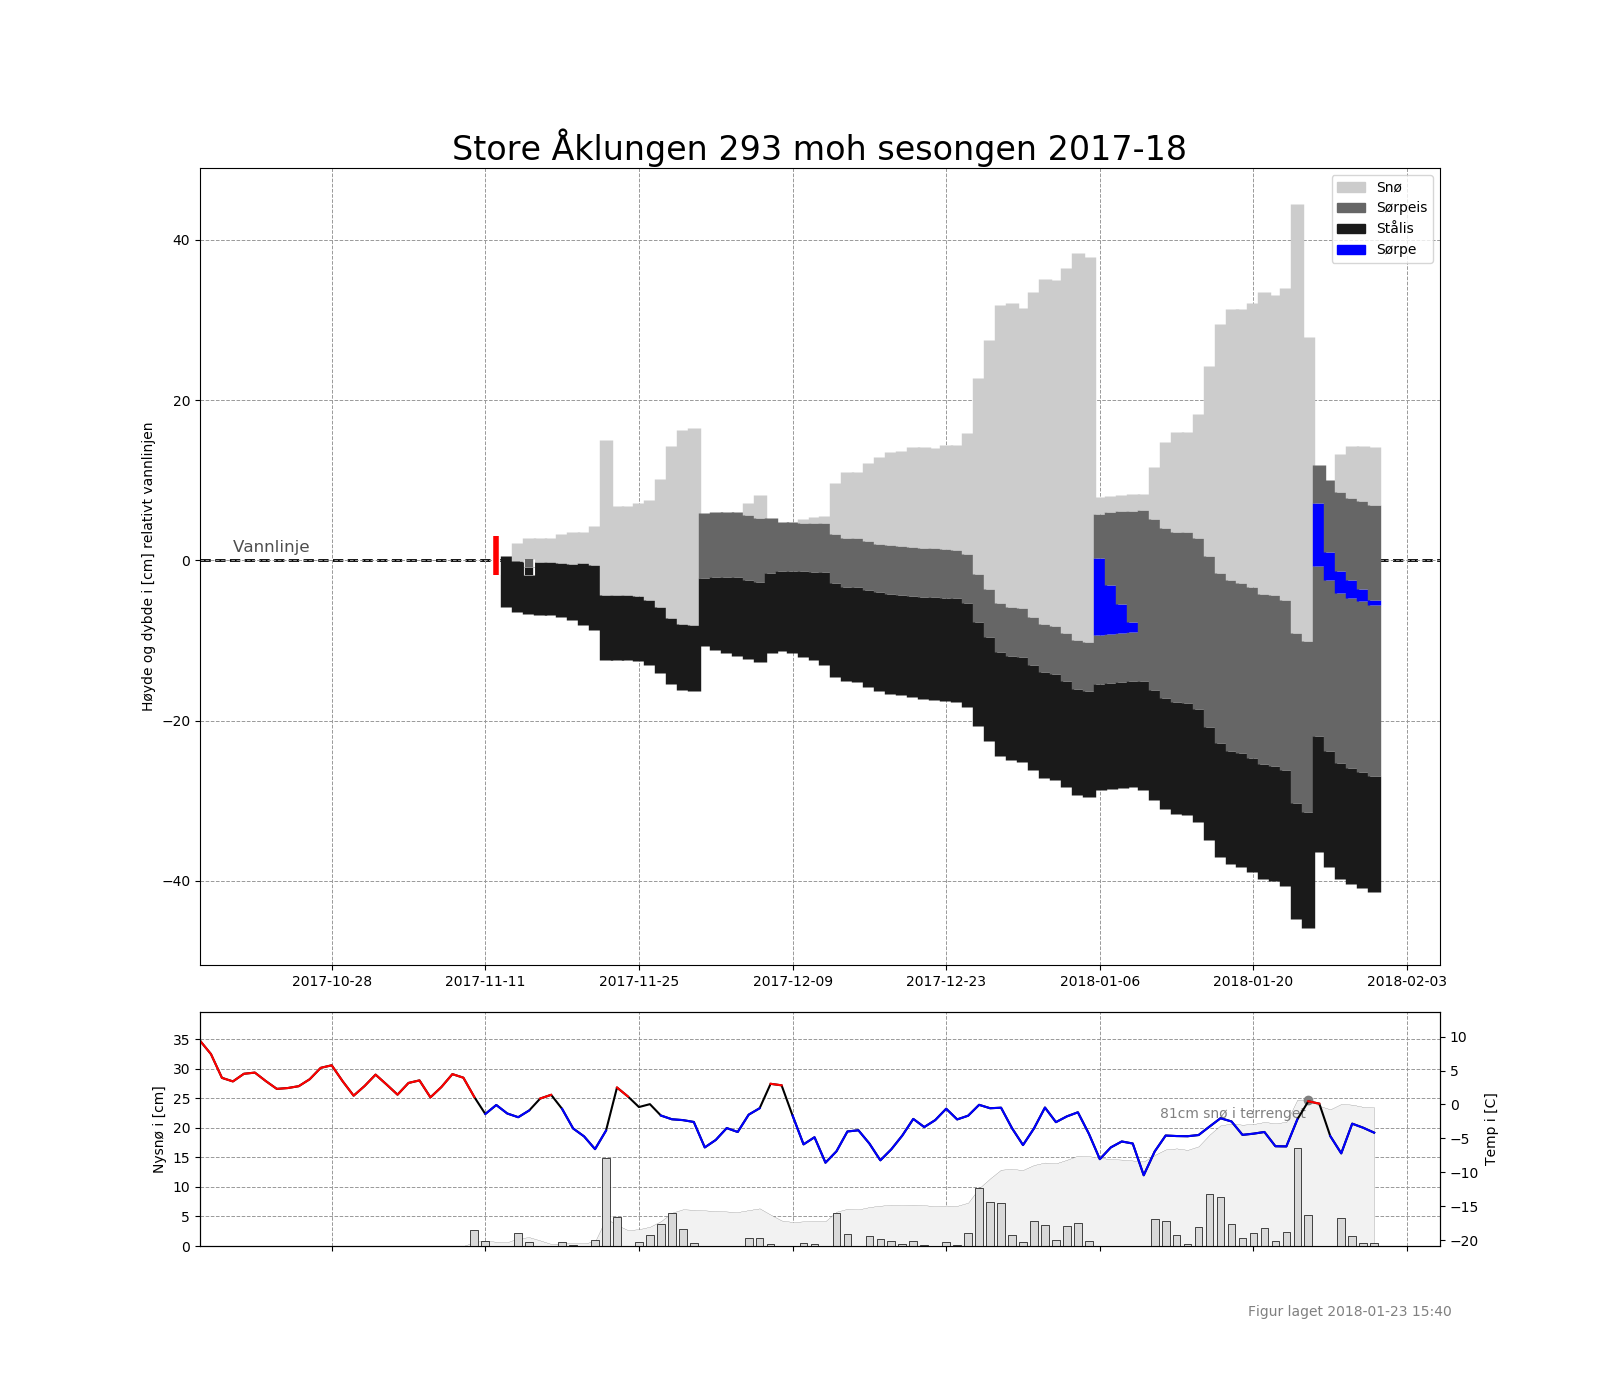 Store Åklungen 293 moh sesongen 2017-18
Snø
Sørpeis
Stålis
Sørpe
Høyde og dybde i [cm] relativt vannlinjen
40
20
0
−20
−40
Vannlinje
2017-10-28 2017-11-11 2017-11-25 2017-12-09 2017-12-23 2018-01-06 2018-01-20 2018-02-03
Nysnø i [cm]
35
30
25
20
15
10
5
0
81cm snø i terrenget
10
5
0
−5
−10
−15
−20
Temp i [C]
Figur laget 2018-01-23 15:40